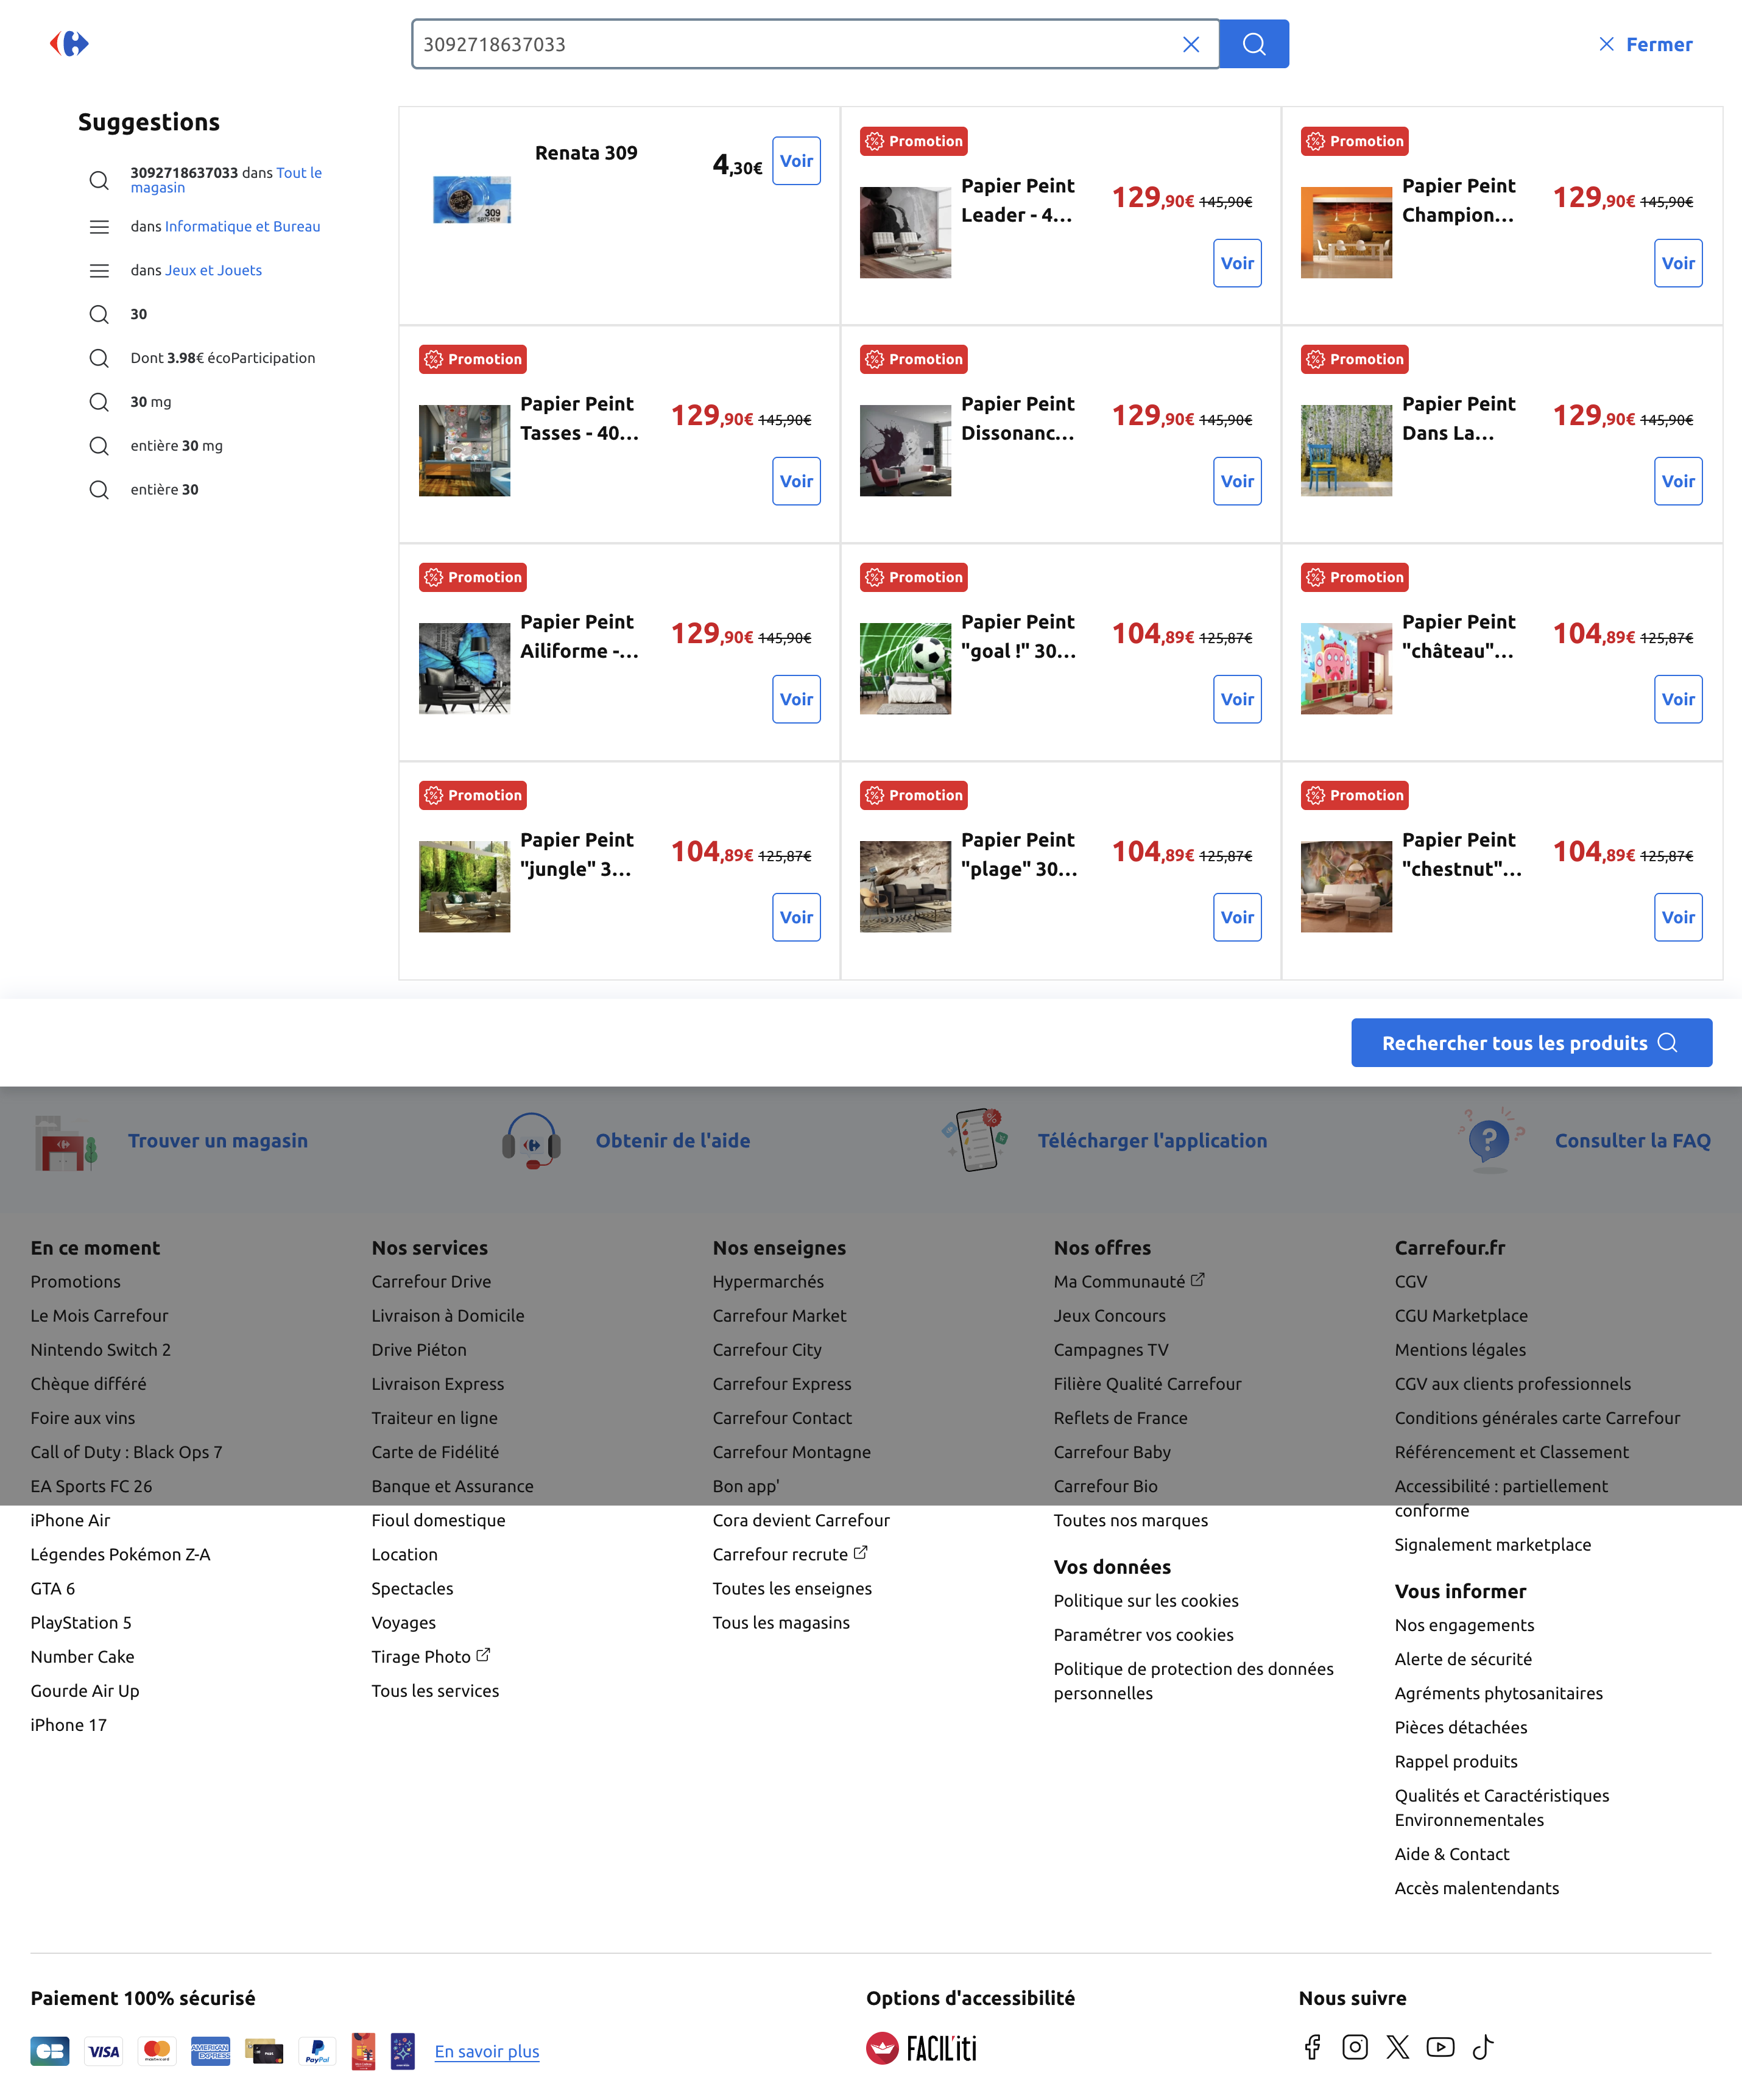 3092718637033
Fermer
Suggestions
3092718637033 dans Tout le
magasin
dans Informatique et Bureau
dans Jeux et Jouets
30
Dont 3.98€ écoParticipation
30 mg
entière 30 mg
entière 30
Renata 309
4,30€
Voir
309
Promotion
Papier Peint
Leader - 4...
129,90€ 145,90€
Voir
Promotion
Papier Peint
Champion...
129,90€ 145,90€
Voir
Promotion
Papier Peint
Tasses - 40...
129,90€ 145,90€
Voir
Promotion
Papier Peint
Dissonanc...
129,90€ 145,90€
Voir
Promotion
Papier Peint
Dans La...
129,90€ 145,90€
Voir
Promotion
Papier Peint
Ailiforme -...
129,90€ 145,90€
Voir
Promotion
Papier Peint
"goal !" 30...
104,89€ 125,87€
Voir
Promotion
Papier Peint
"château"...
104,89€ 125,87€
Voir
Promotion
Papier Peint
"jungle" 3...
104,89€ 125,87€
Voir
Promotion
Papier Peint
"plage" 30...
104,89€ 125,87€
Voir
Promotion
Papier Peint
"chestnut"...
104,89€ 125,87€
Voir
Rechercher tous les produits
Trouver un magasin
Obtenir de l'aide
Télécharger l'application
Consulter la FAQ
En ce moment
Promotions
Le Mois Carrefour
Nintendo Switch 2
Chèque différé
Foire aux vins
Call of Duty : Black Ops 7
EA Sports FC 26
iPhone Air
Légendes Pokémon Z-A
GTA 6
PlayStation 5
Number Cake
Gourde Air Up
iPhone 17
Nos services
Carrefour Drive
Livraison à Domicile
Drive Piéton
Livraison Express
Traiteur en ligne
Carte de Fidélité
Banque et Assurance
Fioul domestique
Location
Spectacles
Voyages
Tirage Photo
Tous les services
Nos enseignes
Hypermarchés
Carrefour Market
Carrefour City
Carrefour Express
Carrefour Contact
Carrefour Montagne
Bon app'
Cora devient Carrefour
Carrefour recrute
Toutes les enseignes
Tous les magasins
Nos offres
Ma Communauté
Jeux Concours
Campagnes TV
Filière Qualité Carrefour
Reflets de France
Carrefour Baby
Carrefour Bio
Toutes nos marques
Vos données
Politique sur les cookies
Paramétrer vos cookies
Politique de protection des données
personnelles
Carrefour.fr
CGV
CGU Marketplace
Mentions légales
CGV aux clients professionnels
Conditions générales carte Carrefour
Référencement et Classement
Accessibilité : partiellement
conforme
Signalement marketplace
Vous informer
Nos engagements
Alerte de sécurité
Agréments phytosanitaires
Pièces détachées
Rappel produits
Qualités et Caractéristiques
Environnementales
Aide & Contact
Accès malentendants
Paiement 100% sécurisé
CB
VISA
mastercard
AMERICAN
EXPRESS
PayPal
En savoir plus
Options d'accessibilité
FACIL'iti
Nous suivre